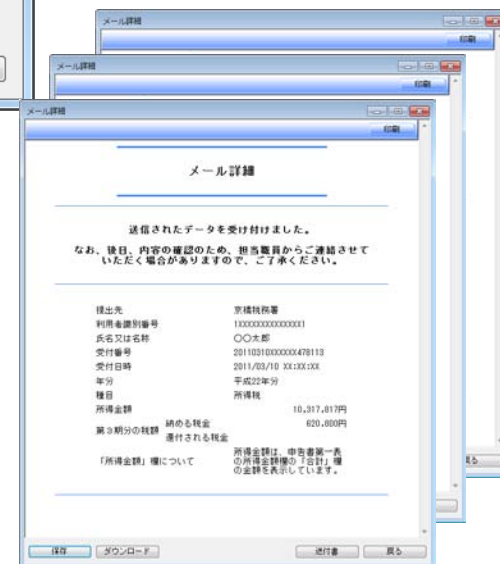 メール詳細
印刷
メール詳細
印刷
メール詳細
印刷
メール詳細
送信されたデータを受け付けました。
なお、後日、内容の確認のため、担当職員からご連絡させて
いただく場合がありますので、ご了承ください。
提出先 京橋税務署
利用者識別番号 1XXXXXXXXXXXXXX1
氏名又は名称 〇〇太郎
受付番号 20110310XXXXXX478113
受付日時 2011/03/10 XX:XX:XX
年分 平成22年分
種目 所得税
所得金額 10,317,817円
第3期分の税額 納める税金 620,800円
還付される税金
「所得金額」欄について 所得金額は、申告書第一表
の所得金額欄の「合計」欄
の金額を表示しています。
保存 ダウンロード 送付書 戻る
戻る